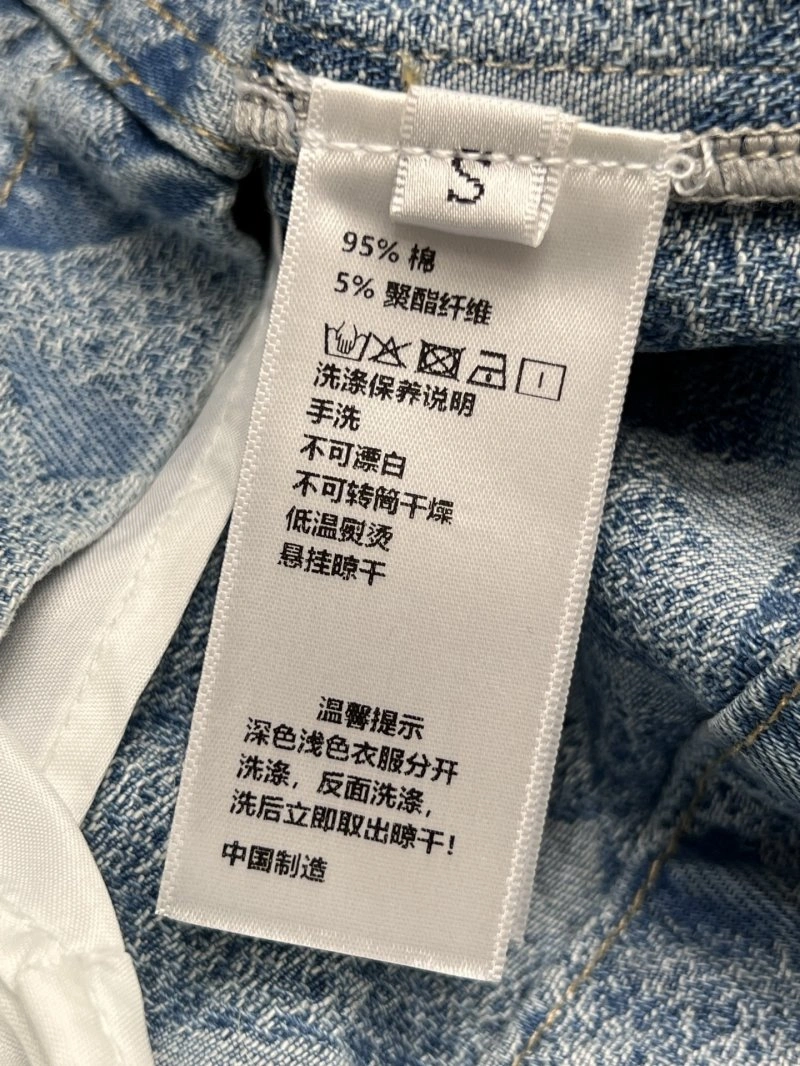 S
95% 棉
5% 聚酯纤维
洗涤保养说明
手洗
不可漂白
不可转筒干燥
低温熨烫
悬挂晾干
温馨提示
深色浅色衣服分开
洗涤，反面洗涤，
洗后立即取出晾干！
中国制造